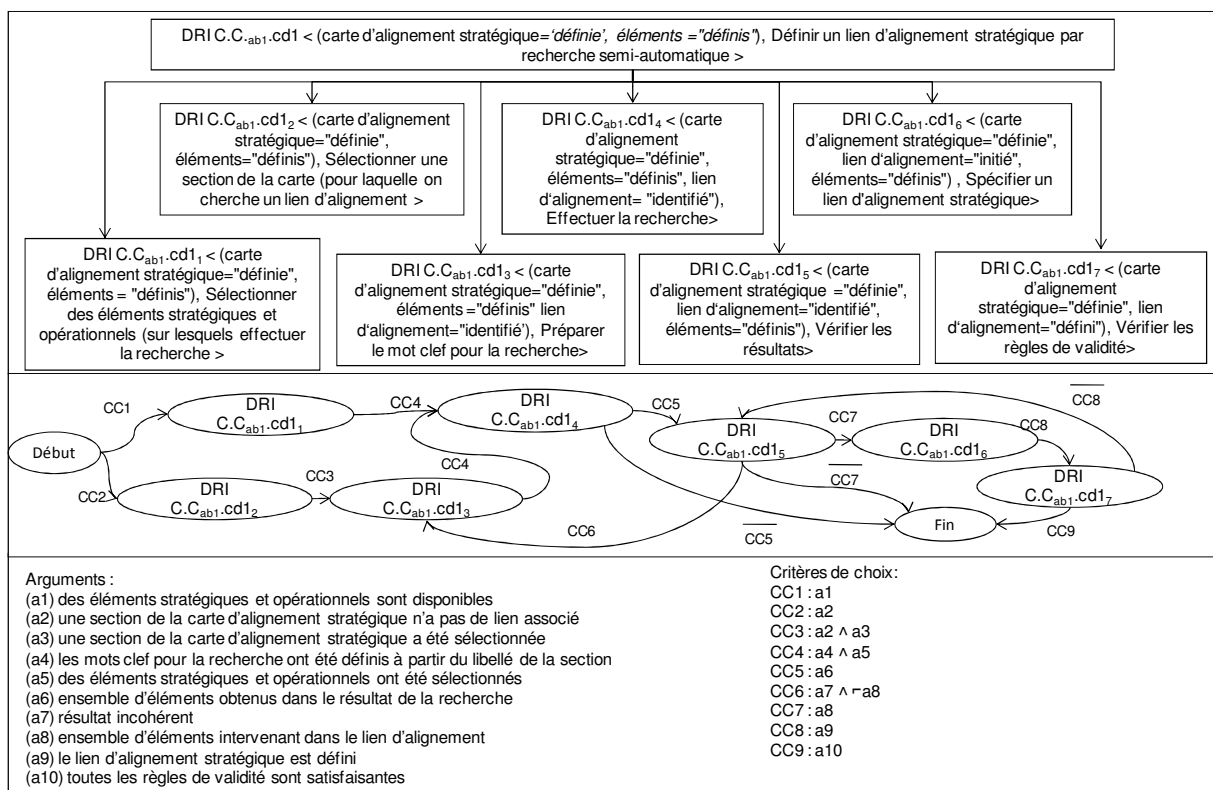 DRI C.C.ab1.cd1 < (carte d'alignement stratégique='définie', éléments ="définis"), Définir un lien d'alignement stratégique par
recherche semi-automatique >
DRI C.Cab1.cd12 < (carte d'alignement
stratégique="définie",
éléments="définis"), Sélectionner une
section de la carte (pour laquelle on
cherche un lien d'alignement >
DRI C.Cab1.cd14 < (carte
d'alignement
stratégique="définie",
éléments="définis", lien
d'alignement= "identifié"),
Effectuer la recherche>
DRI C.Cab1.cd16 < (carte
d'alignement stratégique="définie",
lien d'alignement="initié",
éléments="définis") , Spécifier un
lien d'alignement stratégique>
DRI C.Cab1.cd11 < (carte
d'alignement stratégique="définie",
éléments = "définis"), Sélectionner
des éléments stratégiques et
opérationnels (sur lesquels effectuer
la recherche >
DRI C.Cab1.cd13 < (carte
d'alignement stratégique="définie",
éléments ="définis" lien
d'alignement="identifié'), Préparer
le mot clef pour la recherche>
DRI C.Cab1.cd15 < (carte
d'alignement stratégique ="définie",
lien d'alignement="identifié",
éléments="définis"), Vérifier les
résultats>
DRI C.Cab1.cd17 < (carte
d'alignement
stratégique="définie", lien
d'alignement="défini"), Vérifier les
règles de validité>
Début
CC1
DRI
C.Cab1.cd11
CC4
DRI
C.Cab1.cd14
CC5
DRI
C.Cab1.cd15
CC7
DRI
C.Cab1.cd16
CC8
CC8
DRI
C.Cab1.cd17
CC2
DRI
C.Cab1.cd12
CC3
DRI
C.Cab1.cd13
CC4
CC6
CC5
CC7
Fin
CC9
Arguments :
(a1) des éléments stratégiques et opérationnels sont disponibles
(a2) une section de la carte d'alignement stratégique n'a pas de lien associé
(a3) une section de la carte d'alignement stratégique a été sélectionnée
(a4) les mots clef pour la recherche ont été définis à partir du libellé de la section
(a5) des éléments stratégiques et opérationnels ont été sélectionnés
(a6) ensemble d'éléments obtenus dans le résultat de la recherche
(a7) résultat incohérent
(a8) ensemble d'éléments intervenant dans le lien d'alignement
(a9) le lien d'alignement stratégique est défini
(a10) toutes les règles de validité sont satisfaisantes
Critères de choix:
CC1 : a1
CC2 : a2
CC3 : a2 ∧ a3
CC4 : a4 ∧ a5
CC5 : a6
CC6 : a7 ∧ ¬a8
CC7 : a8
CC8 : a9
CC9 : a10